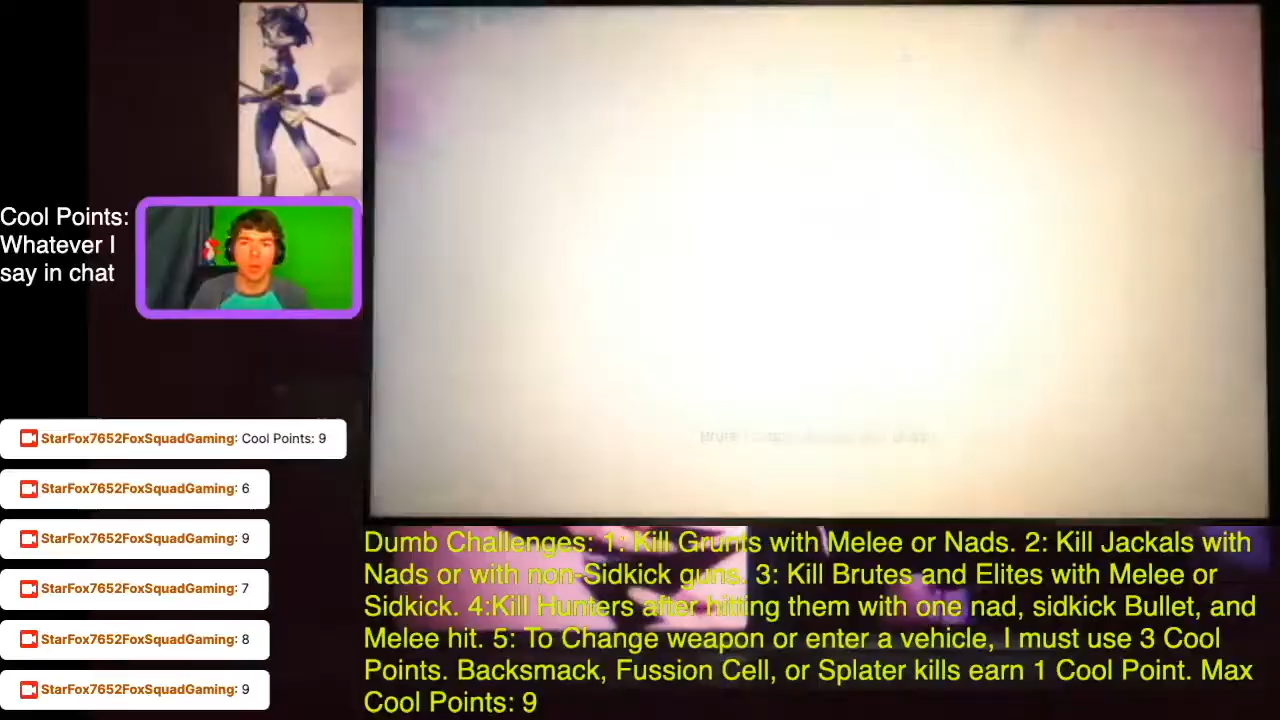 Cool Points:
Whatever I
say in chat
StarFox7652FoxSquadGaming: Cool Points: 9
StarFox7652FoxSquadGaming: 6
StarFox7652FoxSquadGaming: 9
StarFox7652FoxSquadGaming: 7
StarFox7652FoxSquadGaming: 8
StarFox7652FoxSquadGaming: 9
Dumb Challenges: 1: Kill Grunts with Melee or Nads. 2: Kill Jackals with
Nads or with non-Sidkick guns. 3: Kill Brutes and Elites with Melee or
Sidkick. 4:Kill Hunters after hitting them with one nad, sidkick Bullet, and
Melee hit. 5: To Change weapon or enter a vehicle, I must use 3 Cool
Points. Backsmack, Fussion Cell, or Splater kills earn 1 Cool Point. Max
Cool Points: 9